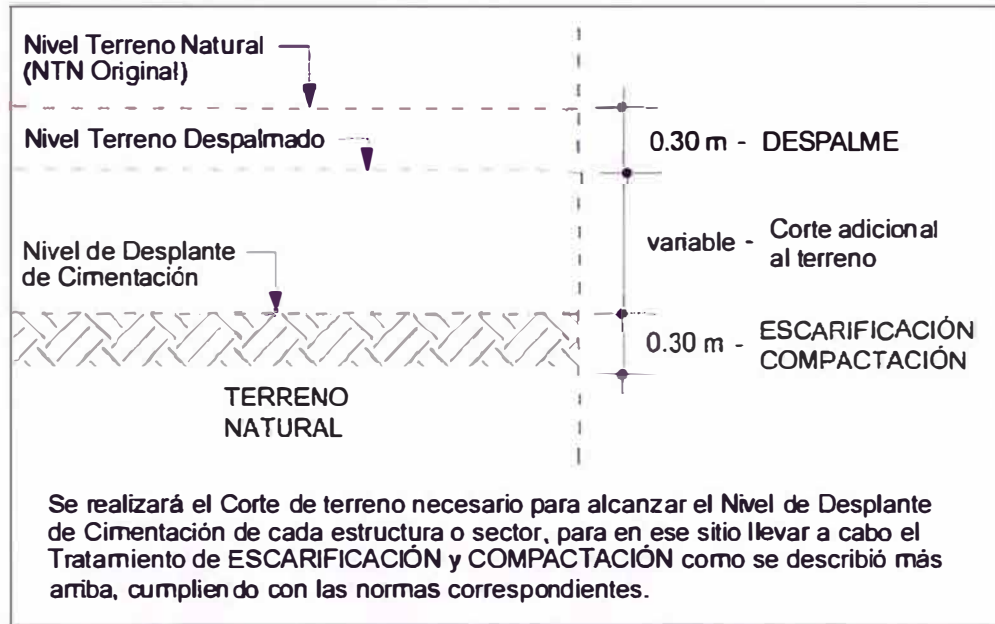 Nivel Terreno Natural
(NTN Original)
Nivel Terreno Despalmado
0.30 m - DESPALME
variable - Corte adicional
al terreno
Nivel de Desplante
de Cimentación
0.30 m - ESCARIFICACIÓN
COMPACTACIÓN
TERRENO
NATURAL
Se realizará el Corte de terreno necesario para alcanzar el Nivel de Desplante
de Cimentación de cada estructura o sector, para en ese sitio llevar a cabo el
Tratamiento de ESCARIFICACIÓN y COMPACTACIÓN como se describió más
arriba, cumpliendo con las normas correspondientes.